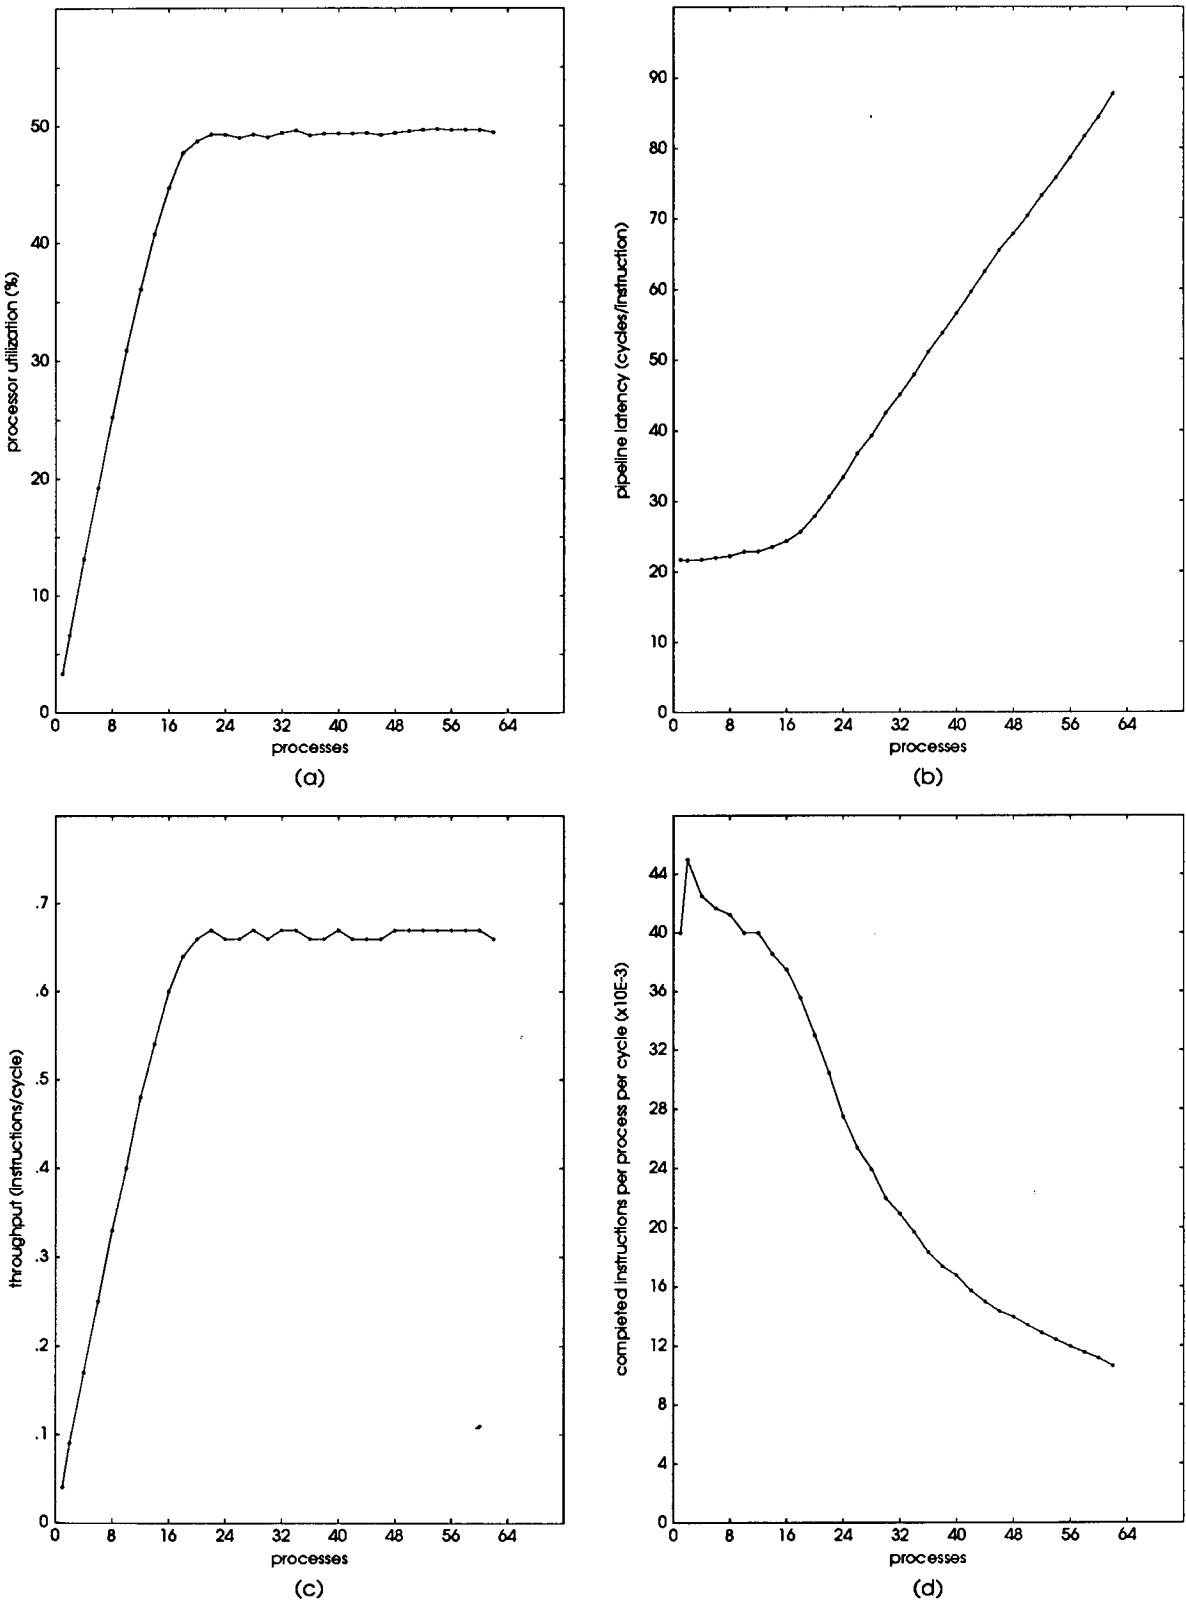 processor utilization (%)
50
40
30
20
10
0
0 8 16 24 32 40 48 56 64
processes
(a)
pipeline latency (cycles/instruction)
90
80
70
60
50
40
30
20
10
0
0 8 16 24 32 40 48 56 64
processes
(b)
throughput (instructions/cycle)
.7
.6
.5
.4
.3
.2
.1
0
0 8 16 24 32 40 48 56 64
processes
(c)
completed instructions per process per cycle (x10E-3)
44
40
36
32
28
24
20
16
12
8
4
0
0 8 16 24 32 40 48 56 64
processes
(d)